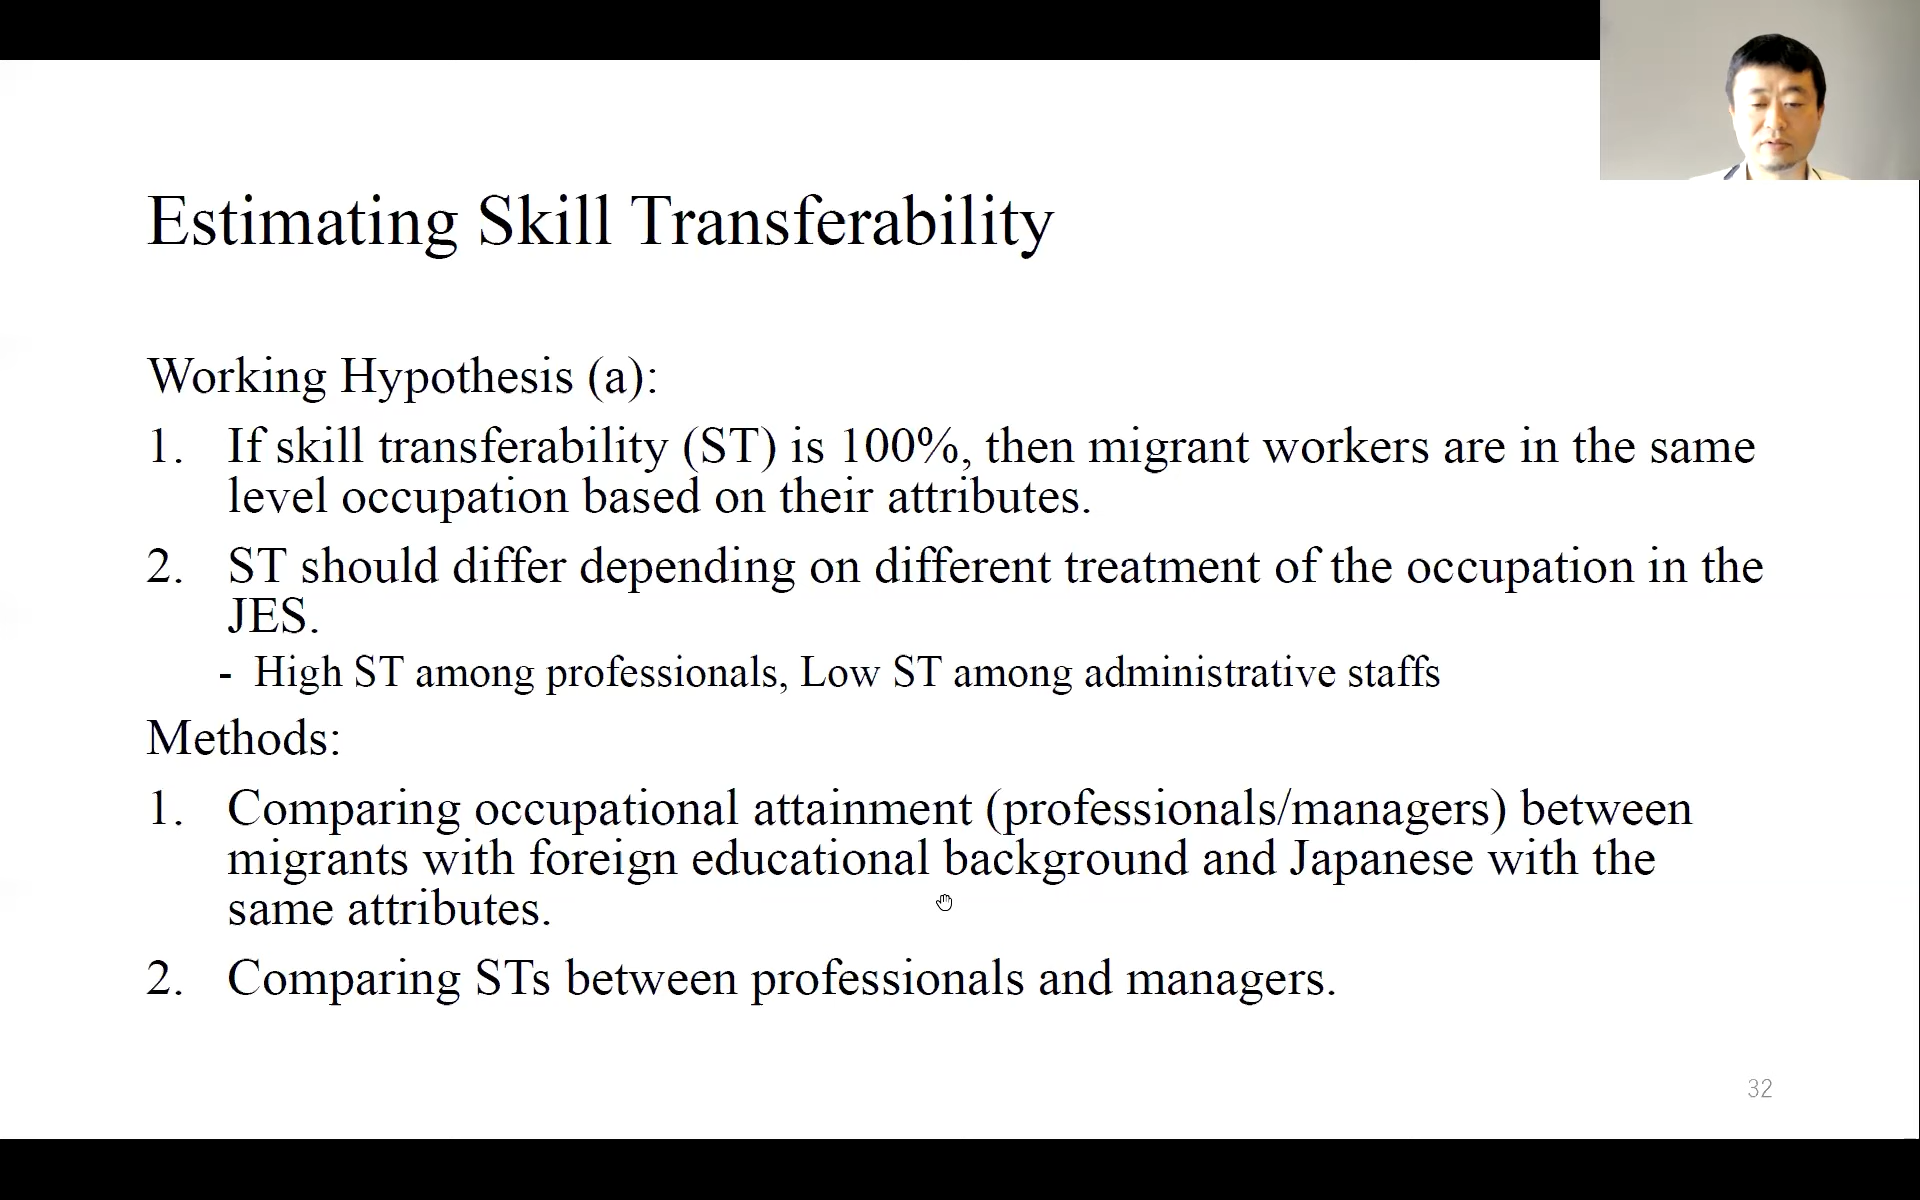 Estimating Skill Transferability
Working Hypothesis (a):
1. If skill transferability (ST) is 100%, then migrant workers are in the same
level occupation based on their attributes.
2. ST should differ depending on different treatment of the occupation in the
JES.
- High ST among professionals, Low ST among administrative staffs
Methods:
1. Comparing occupational attainment (professionals/managers) between
migrants with foreign educational background and Japanese with the
same attributes.
2. Comparing STs between professionals and managers.
32